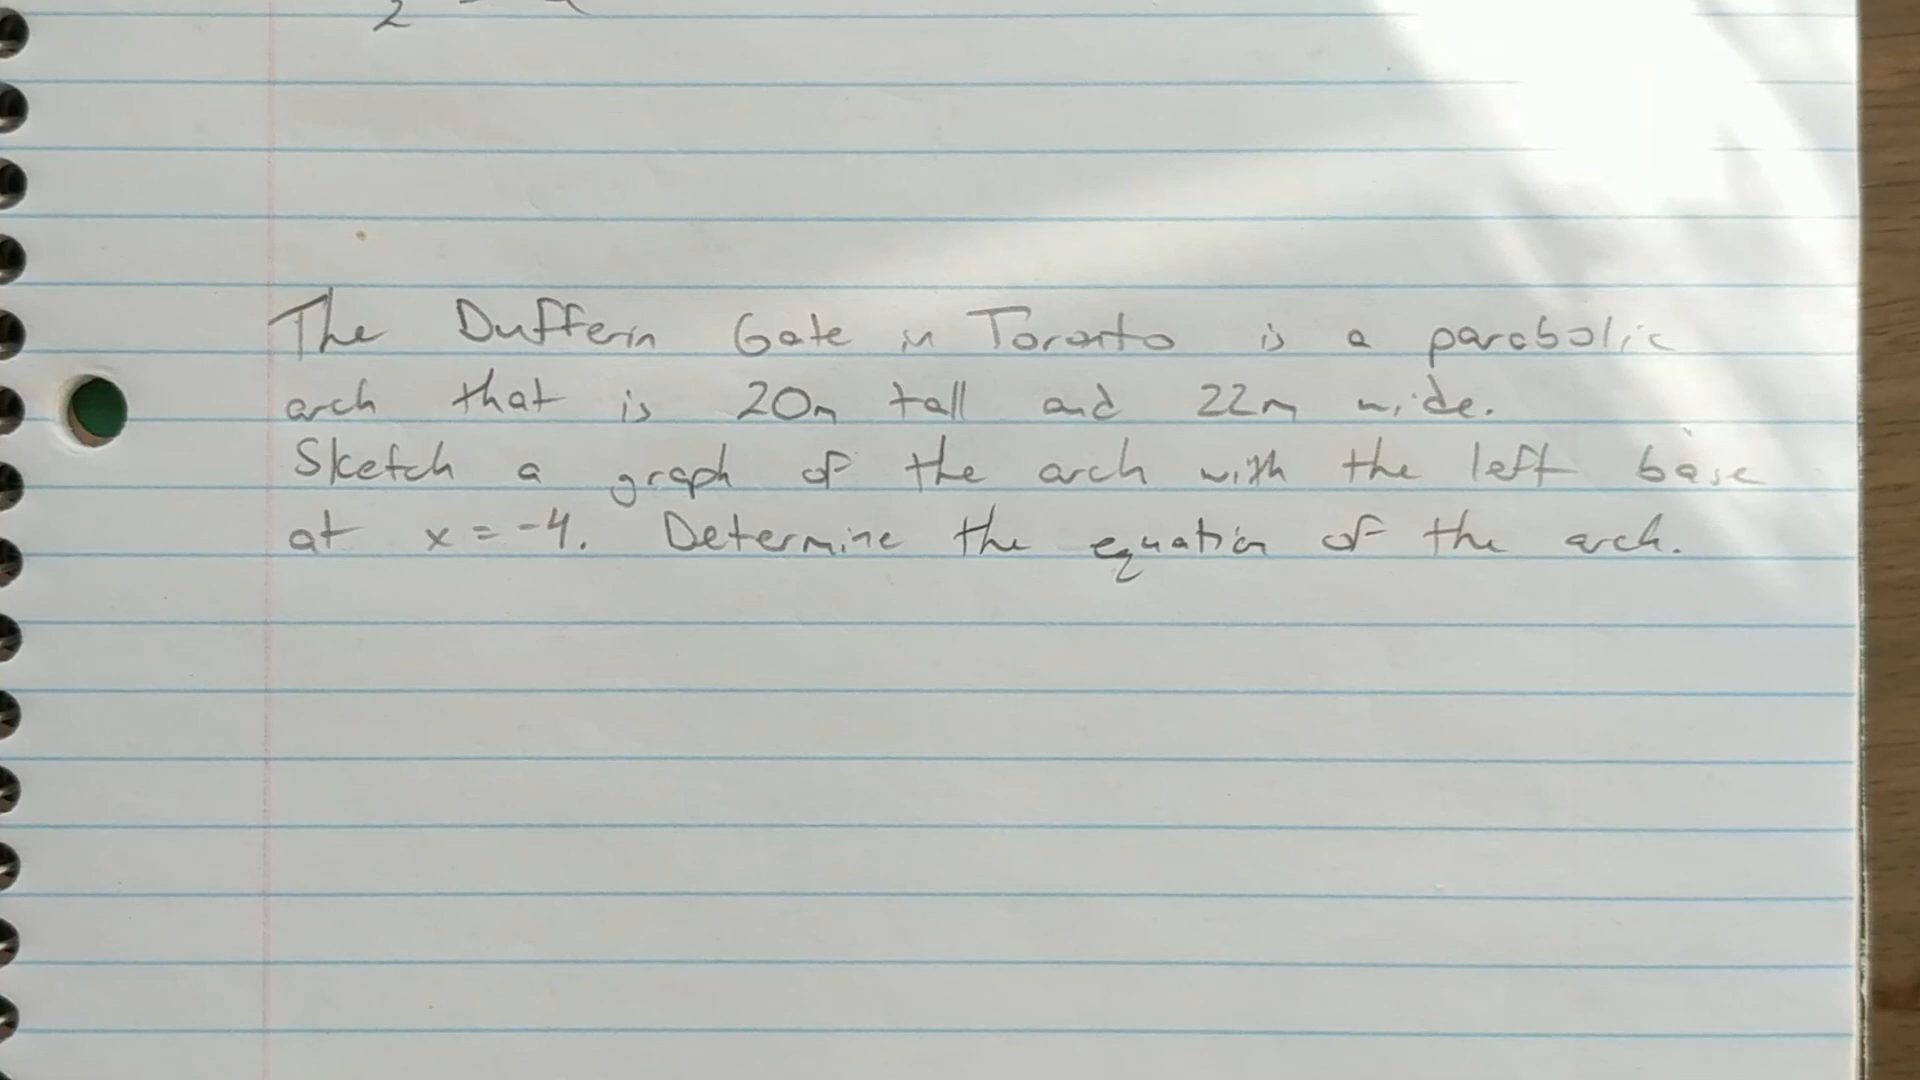 2
The Dufferin Gate in Toronto is a parabolic
arch that is 20m tall and 22m wide.
Sketch a graph of the arch with the left base
at x = -4. Determine the equation of the arch.